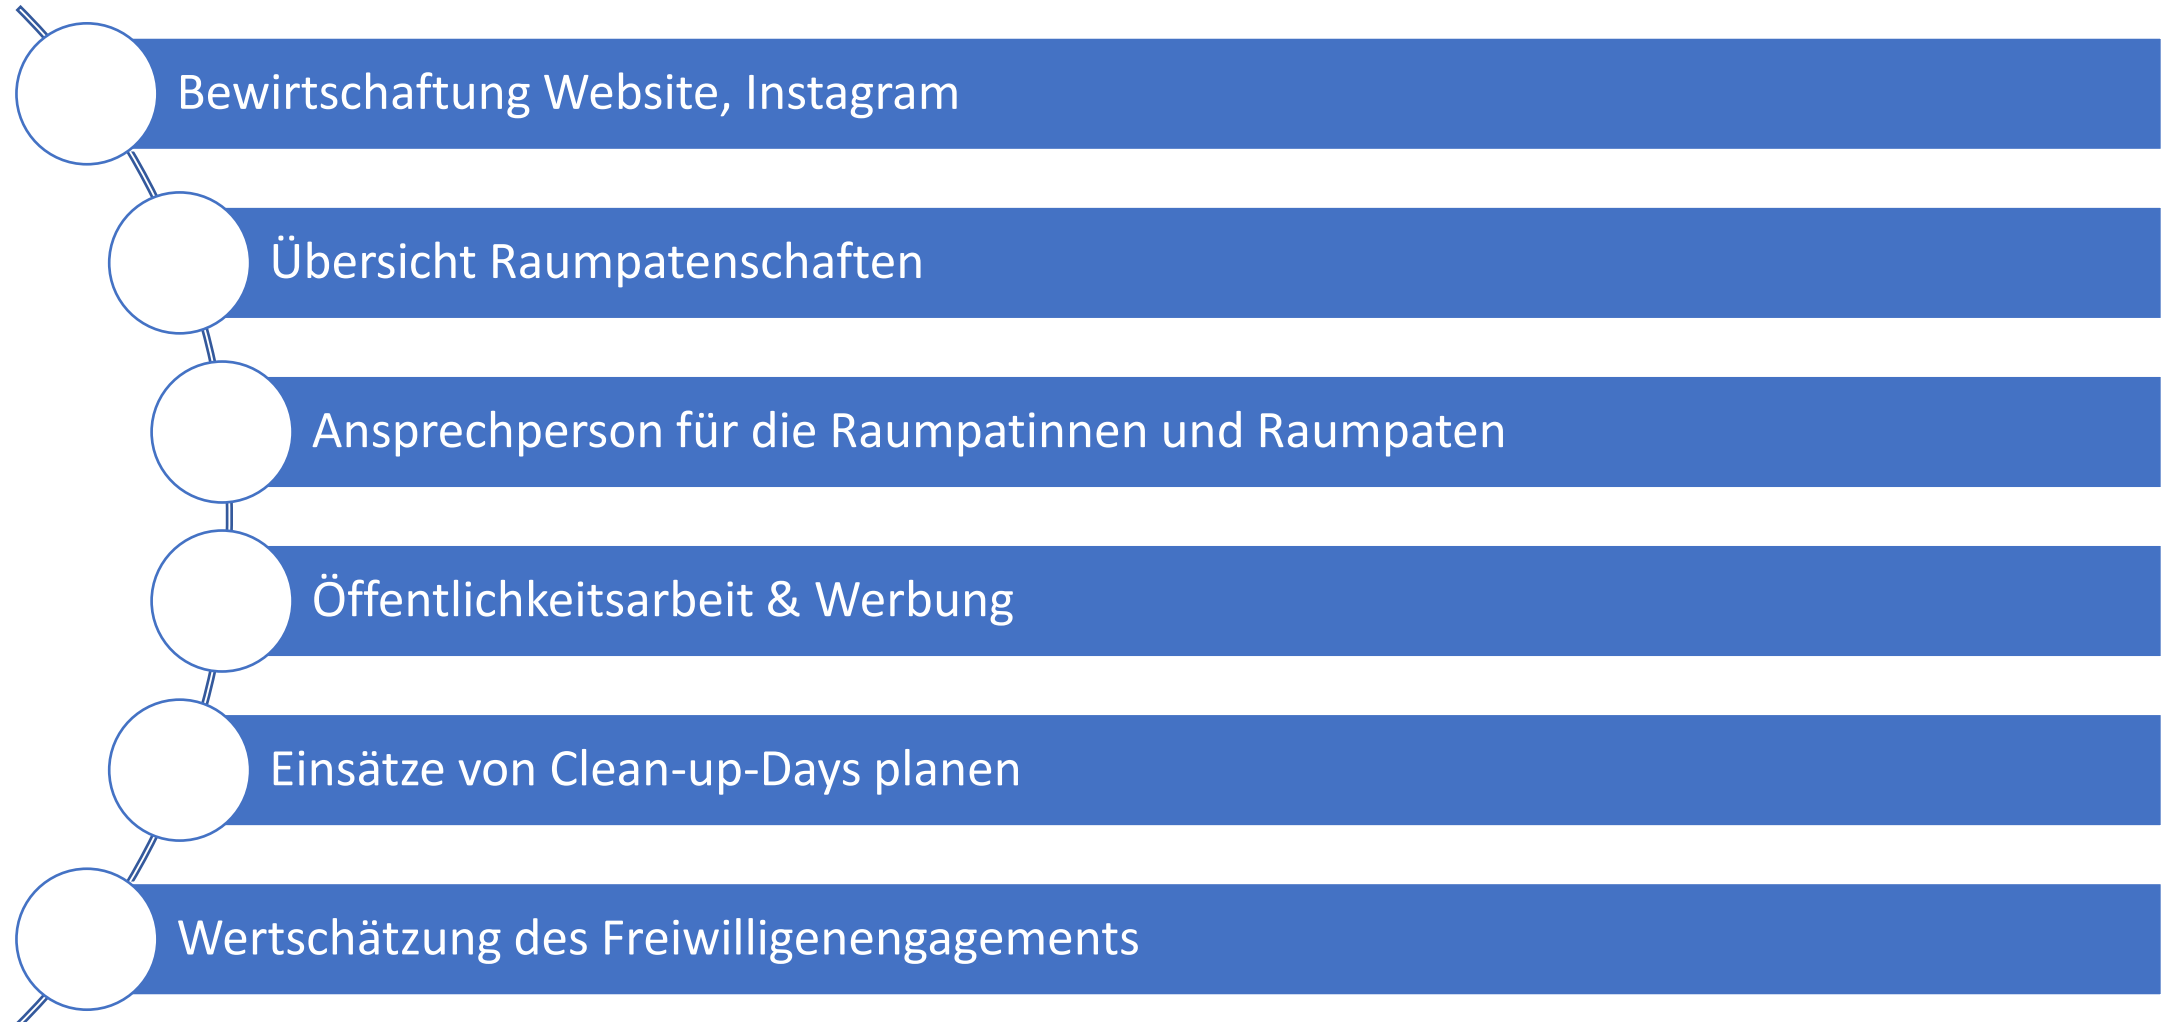 Bewirtschaftung Website, Instagram
Übersicht Raumpatenschaften
Ansprechperson für die Raumpatinnen und Raumpaten
Öffentlichkeitsarbeit & Werbung
Einsätze von Clean-up-Days planen
Wertschätzung des Freiwilligenengagements